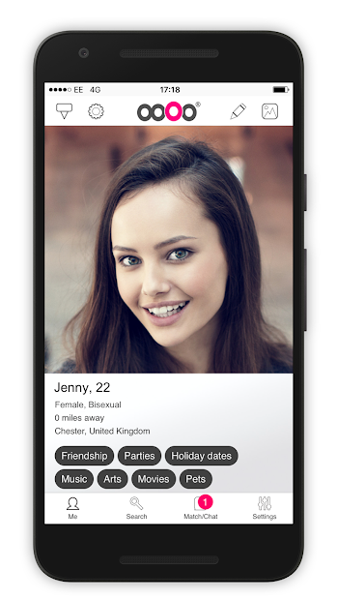 EE 4G 17:18
ooOo®
Jenny, 22
Female, Bisexual
0 miles away
Chester, United Kingdom
Friendship Parties Holiday dates
Music Arts Movies Pets
1
Me Search Match/Chat Settings